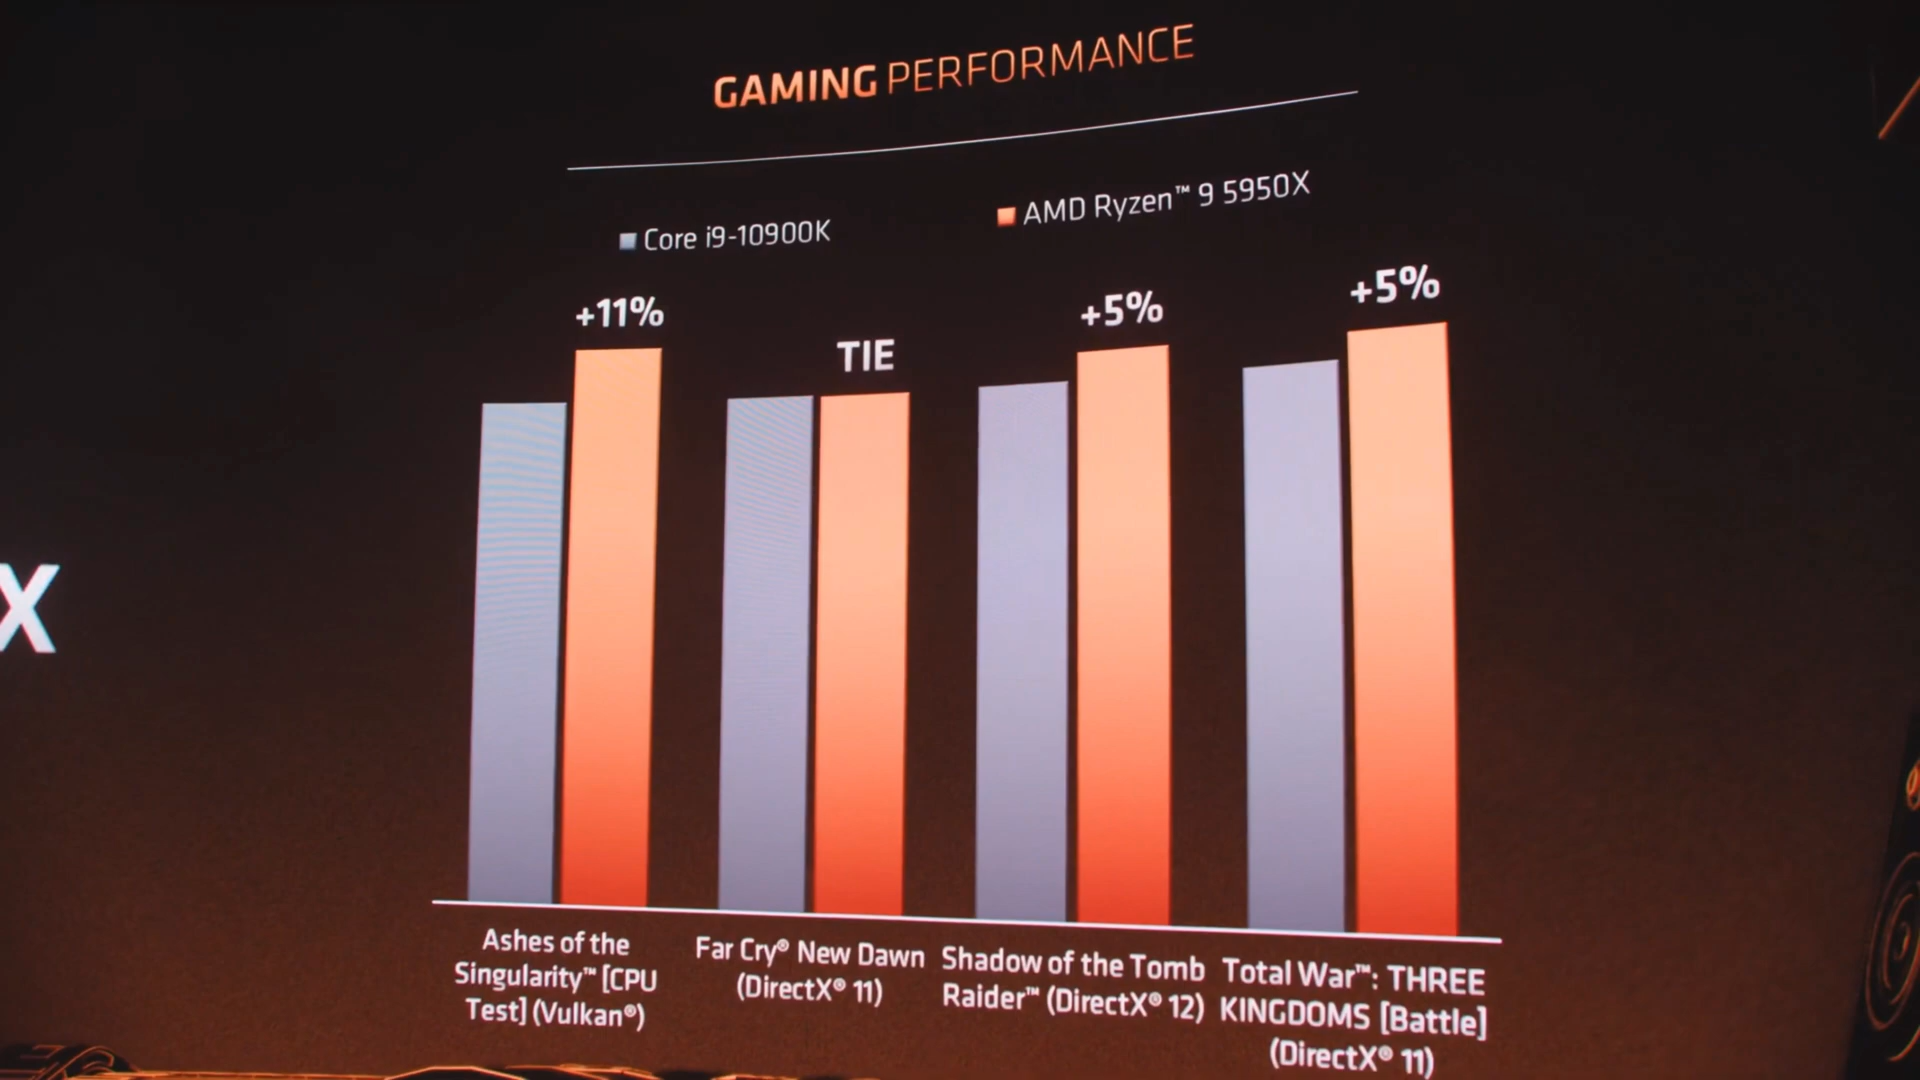 GAMING PERFORMANCE
Core i9-10900K
AMD Ryzen™ 9 5950X
+11%
TIE
+5%
+5%
X
Ashes of the
Singularity™ [CPU
Test] (Vulkan®)
Far Cry® New Dawn
(DirectX® 11)
Shadow of the Tomb
Raider™ (DirectX® 12)
Total War™: THREE
KINGDOMS [Battle]
(DirectX® 11)